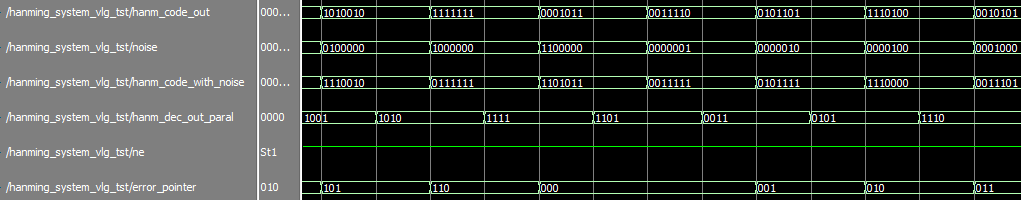 /hanming_system_vlg_tst/hanm_code_out 000... 1010010 1111111 0001011 0011110 0101101 1110100 0010101
/hanming_system_vlg_tst/noise 000... 0100000 1000000 1100000 0000001 0000010 0000100 0001000
/hanming_system_vlg_tst/hanm_code_with_noise 000... 1110010 0111111 1101011 0011111 0101111 1110000 0011101
/hanming_system_vlg_tst/hanm_dec_out_paral 0000 1001 1010 1111 1101 0011 0101 1110
/hanming_system_vlg_tst/ne St1
/hanming_system_vlg_tst/error_pointer 010 101 110 000 001 010 011